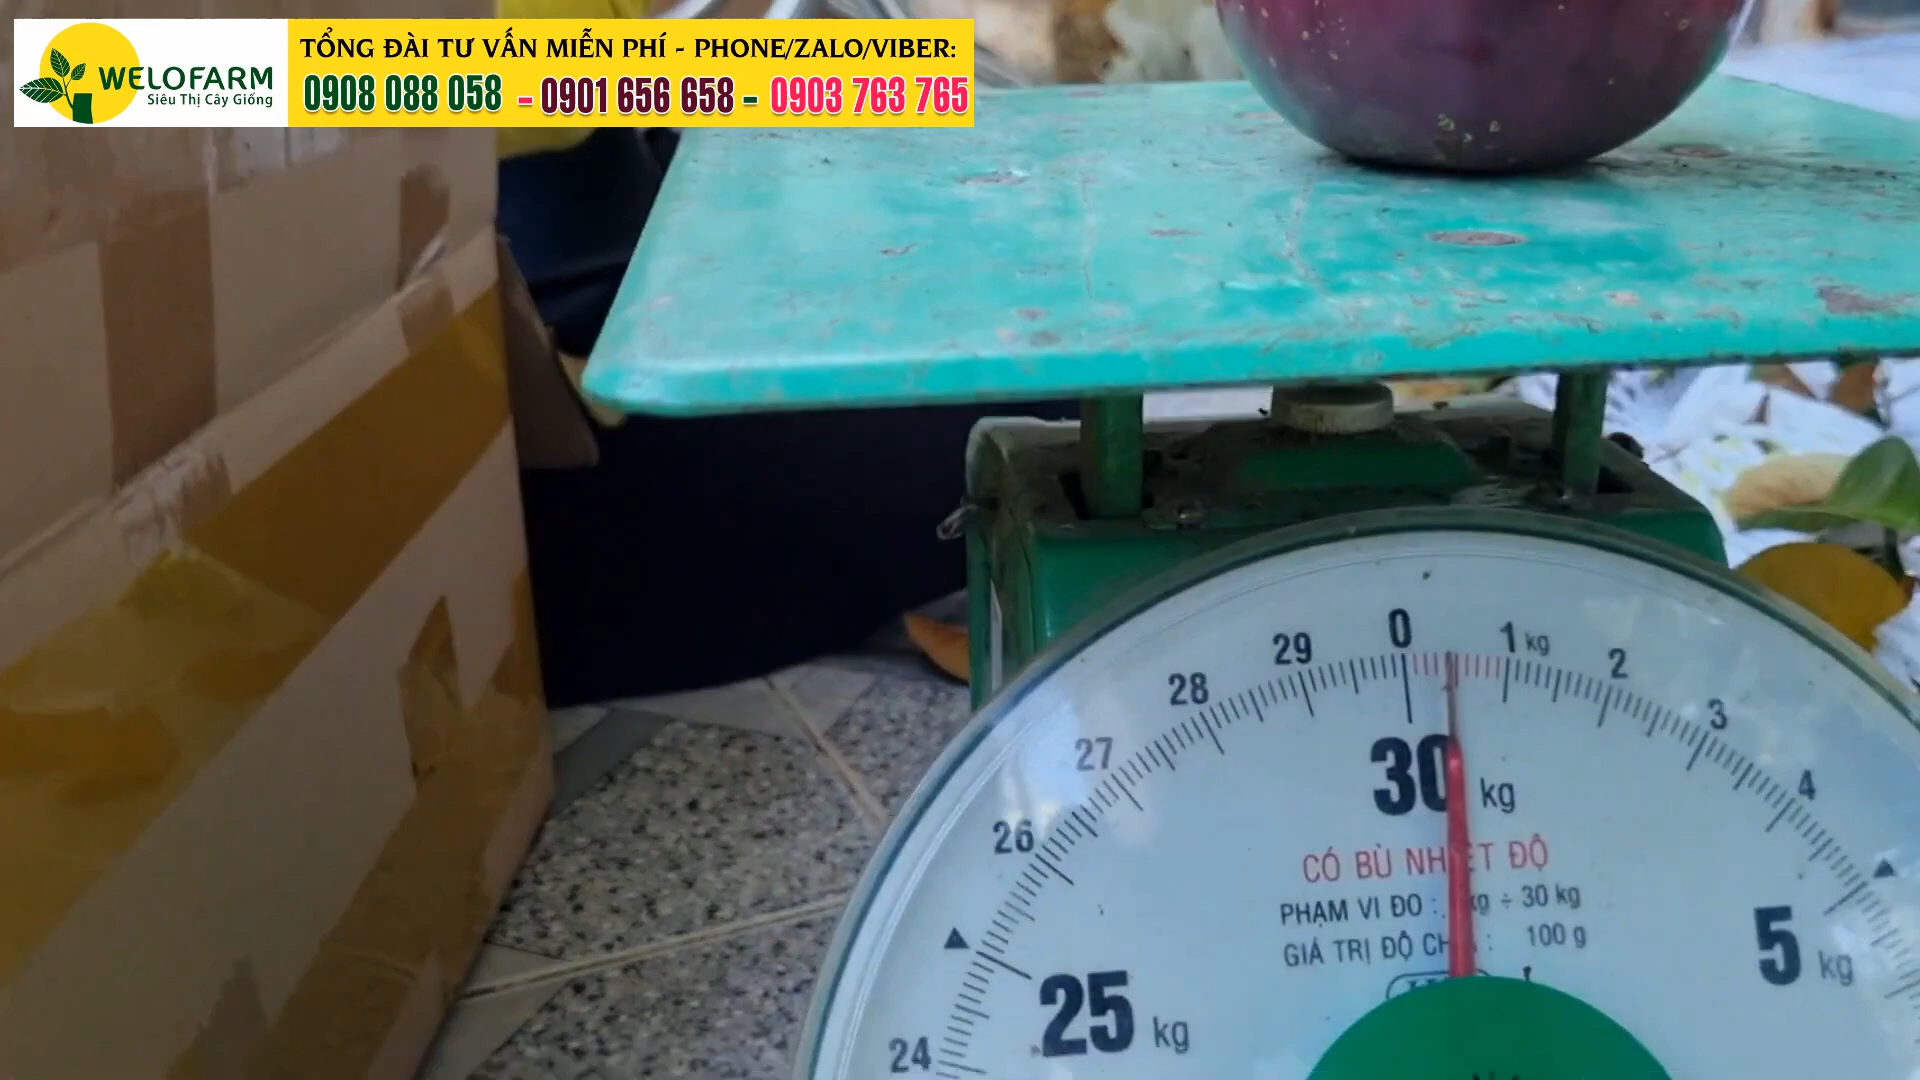 WELOFARM
Siêu Thị Cây Giống
TỔNG ĐÀI TƯ VẤN MIỄN PHÍ - PHONE/ZALO/VIBER:
0908 088 058 - 0901 656 658 - 0903 763 765
0
1 kg
29
2
28
3
27
4
30 kg
26
CÓ BÙ NHIỆT ĐỘ
PHẠM VI ĐO : kg ÷ 30 kg
GIÁ TRỊ ĐỘ : 100 g
5 kg
25 kg
24